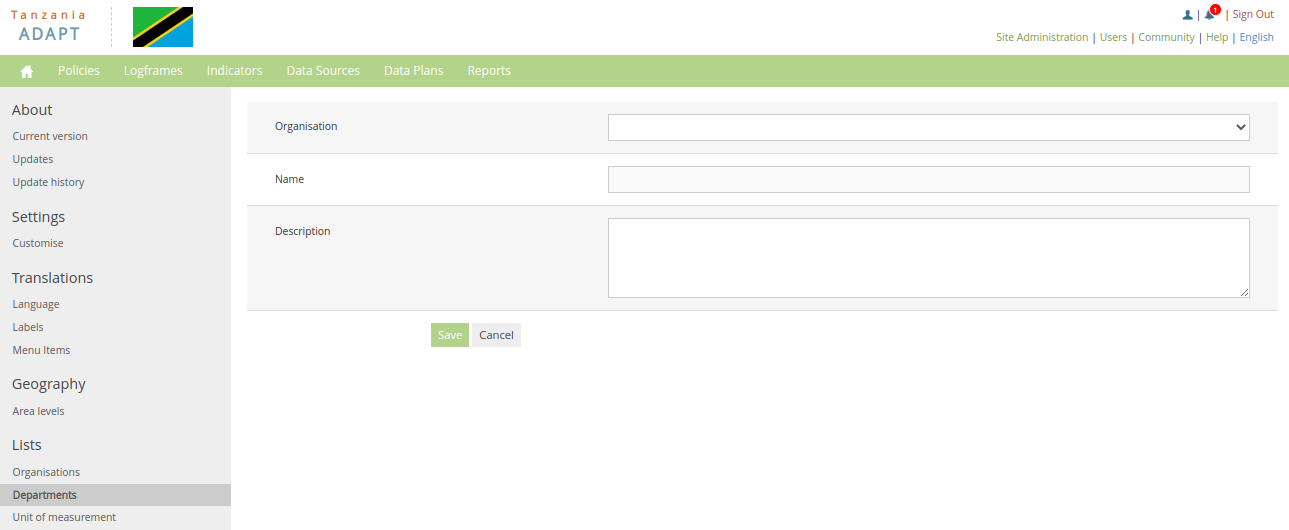 Tanzania
ADAPT
| 1 | Sign Out
Site Administration | Users | Community | Help | English
Policies Logframes Indicators Data Sources Data Plans Reports
About
Current version
Updates
Update history
Settings
Customise
Translations
Language
Labels
Menu Items
Geography
Area levels
Lists
Organisations
Departments
Unit of measurement
Organisation
Name
Description
Save Cancel